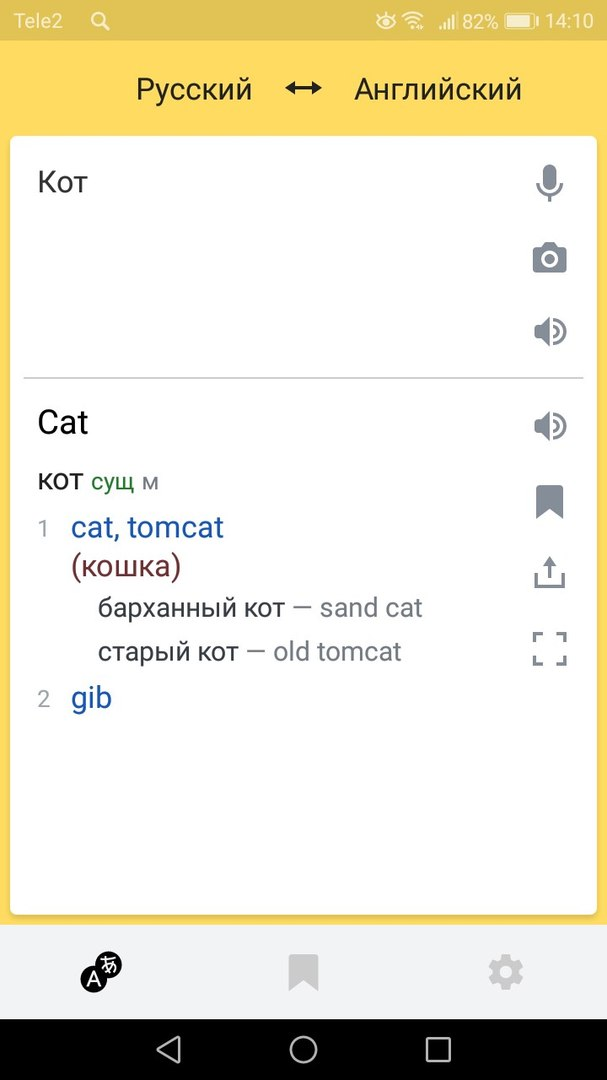 Tele2 82% 14:10
Русский Английский
Кот
Cat
кот сущ м
1 cat, tomcat
(кошка)
барханный кот — sand cat
старый кот — old tomcat
2 gib
A あ